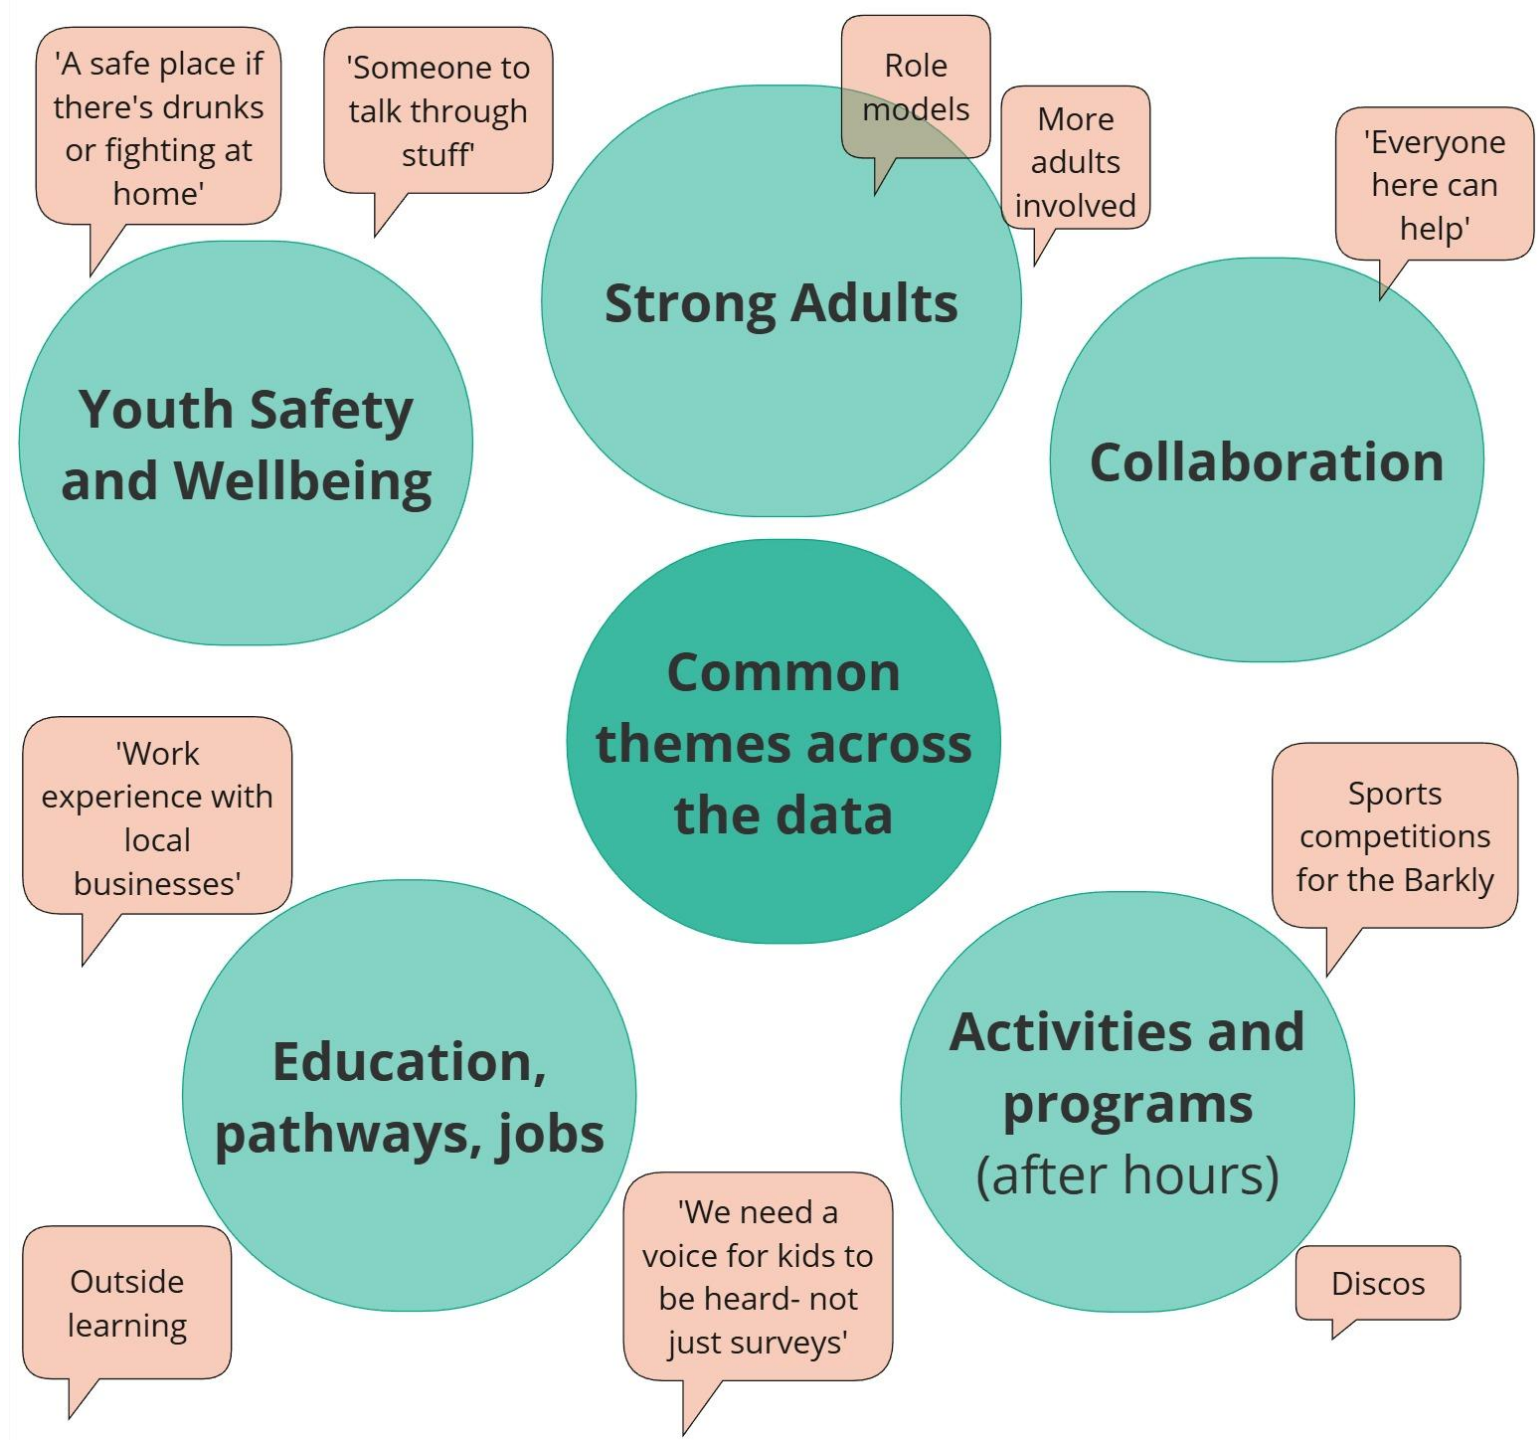 'A safe place if
there's drunks
or fighting at
home'
'Someone to
talk through
stuff'
Role
models
More
adults
involved
'Everyone
here can
help'
Strong Adults
Youth Safety
and Wellbeing
Collaboration
Common
themes across
the data
'Work
experience with
local
businesses'
Sports
competitions
for the Barkly
Education,
pathways, jobs
Activities and
programs
(after hours)
Outside
learning
'We need a
voice for kids to
be heard- not
just surveys'
Discos